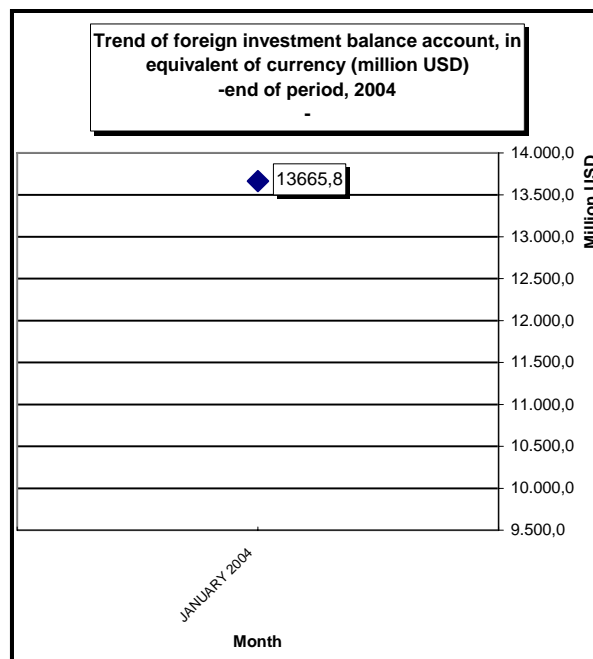 Trend of foreign investment balance account, in
equivalent of currency (million USD)
-end of period, 2004
-
13665,8
14.000,0
13.500,0
13.000,0
12.500,0
12.000,0
11.500,0
11.000,0
10.500,0
10.000,0
9.500,0
Million USD
JANUARY 2004
Month